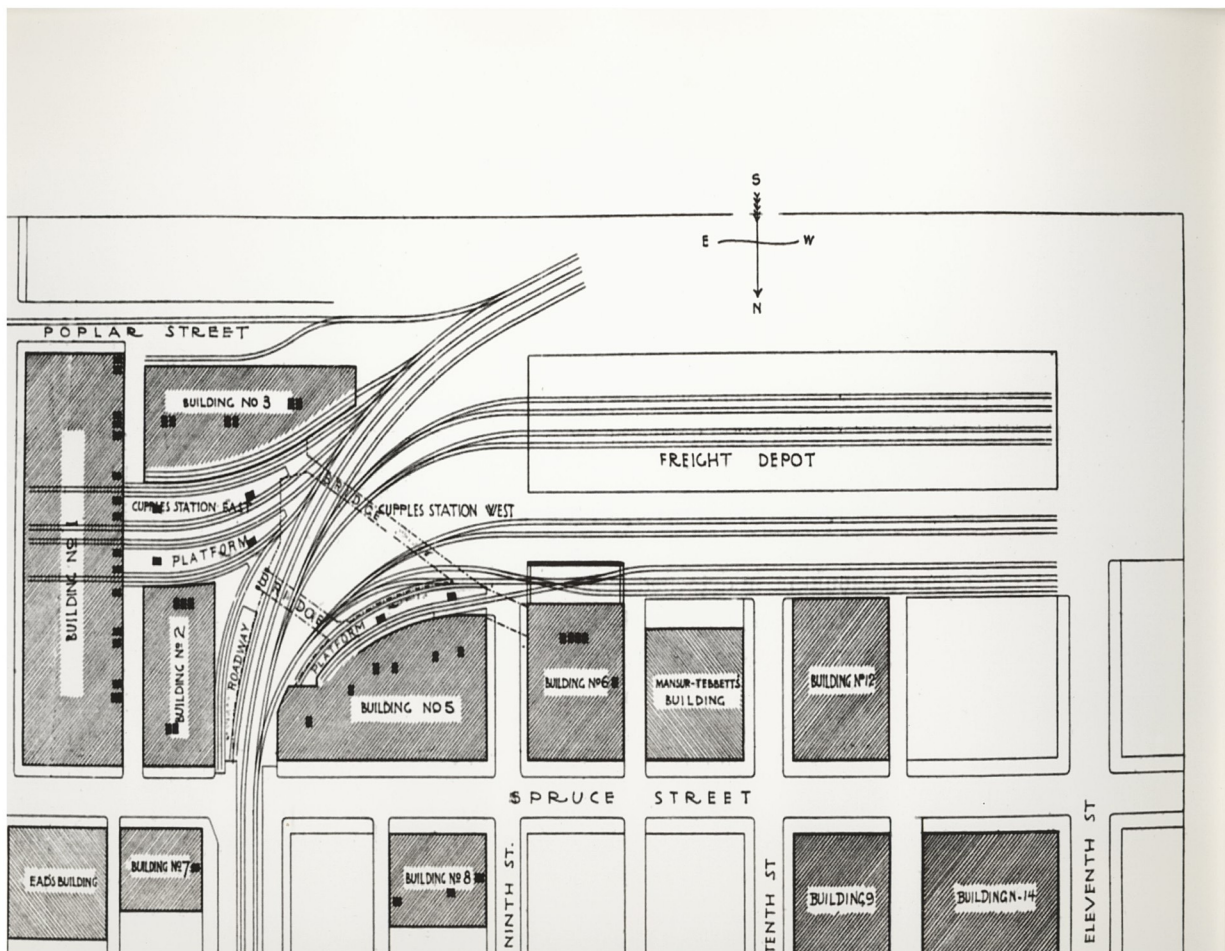 S
E W
N
POPLAR STREET
BUILDING NO 3
FREIGHT DEPOT
CUPPLES STATION EAST
BRIDGE
CUPPLES STATION WEST
PLATFORM
BUILDING NO 1
BRIDGE
PLATFORM
BUILDING NO 2
ROADWAY
BUILDING NO 5
BUILDING NO 6
MANSUR-TEBBETTS
BUILDING
BUILDING NO 12
SPRUCE STREET
EADS BUILDING
BUILDING NO 7
BUILDING NO 8
NINTH ST.
TENTH ST
BUILDING 9
BUILDING N-14
ELEVENTH ST